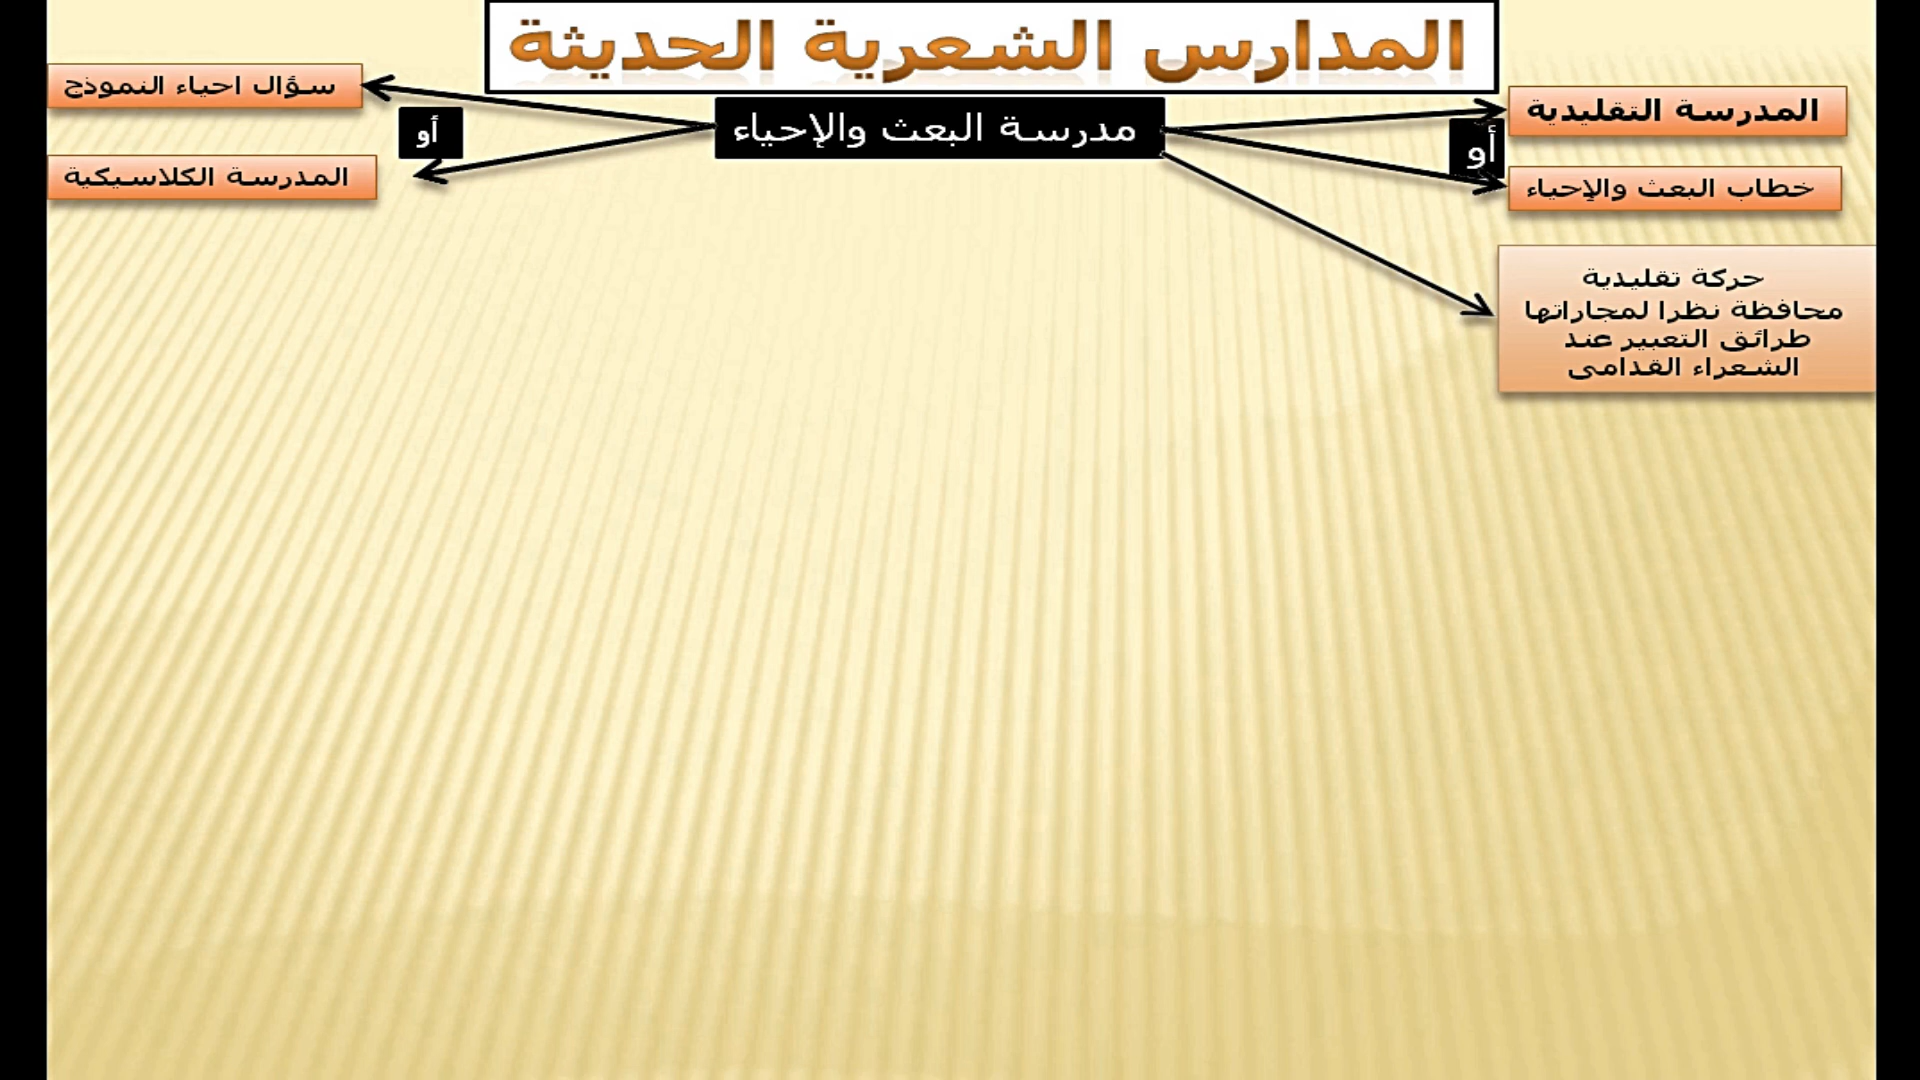 المدارس الشعرية الحديثة
مدرسة البعث والإحياء
المدرسة التقليدية
أو
خطاب البعث والإحياء
حركة تقليدية
محافظة نظرا لمجاراتها
طرائق التعبير عند
الشعراء القدامى
سؤال احياء النموذج
أو
المدرسة الكلاسيكية